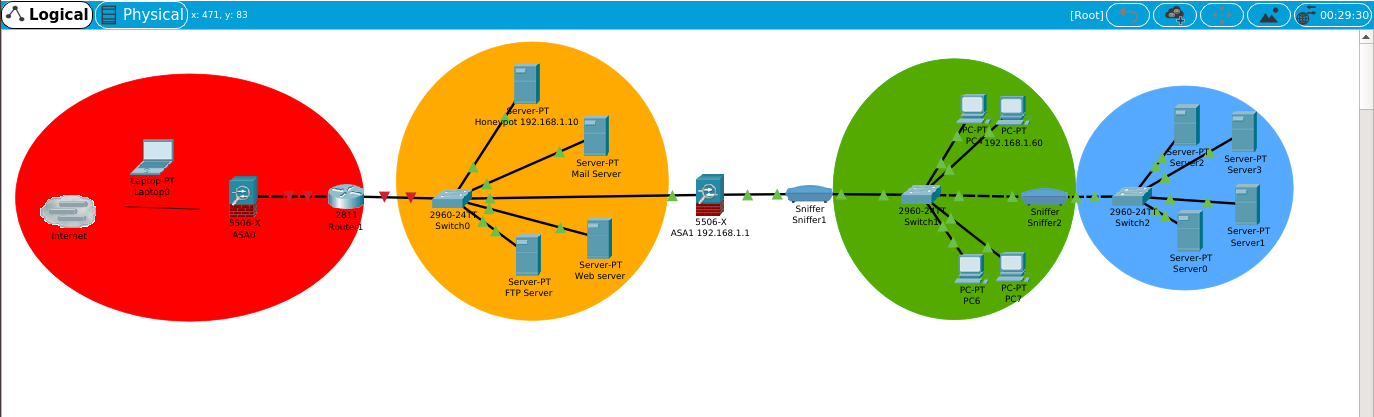 Logical
Physical
x: 471, y: 83
[Root]
00:29:30
Laptop-PT
Laptop0
Internet
5506-X
ASA0
2811
Router1
Server-PT
Honeypot 192.168.1.10
Server-PT
Mail Server
2960-24TT
Switch0
Server-PT
Web server
Server-PT
FTP Server
5506-X
ASA1 192.168.1.1
Sniffer
Sniffer1
PC-PT
PC-PT
192.168.1.60
2960-24TT
Switch1
PC-PT
PC6
PC-PT
PC7
Sniffer
Sniffer2
2960-24TT
Switch2
Server-PT
Server2
Server-PT
Server3
Server-PT
Server1
Server-PT
Server0